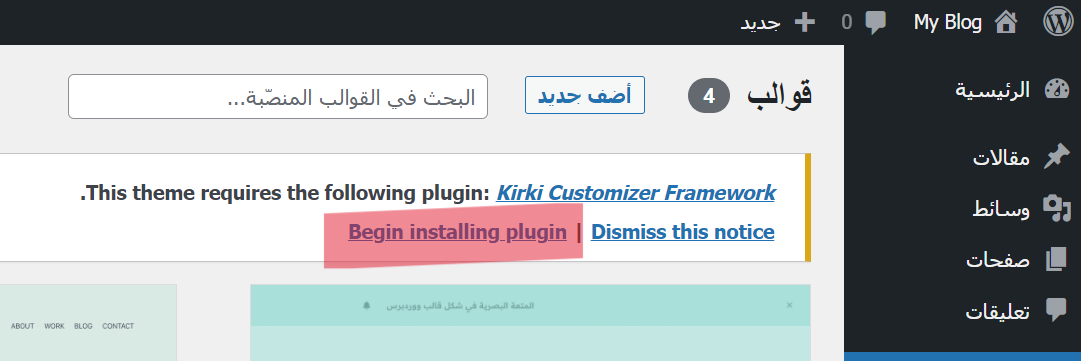 My Blog
0
جديد
الرئيسية
مقالات
وسائط
صفحات
تعليقات
قوالب 4 أضف جديد
البحث في القوالب المنصّبة...
This theme requires the following plugin: Kirki Customizer Framework.
Begin installing plugin | Dismiss this notice
المتعة البصرية في شكل قالب ووردبرس ×
ABOUT WORK BLOG CONTACT